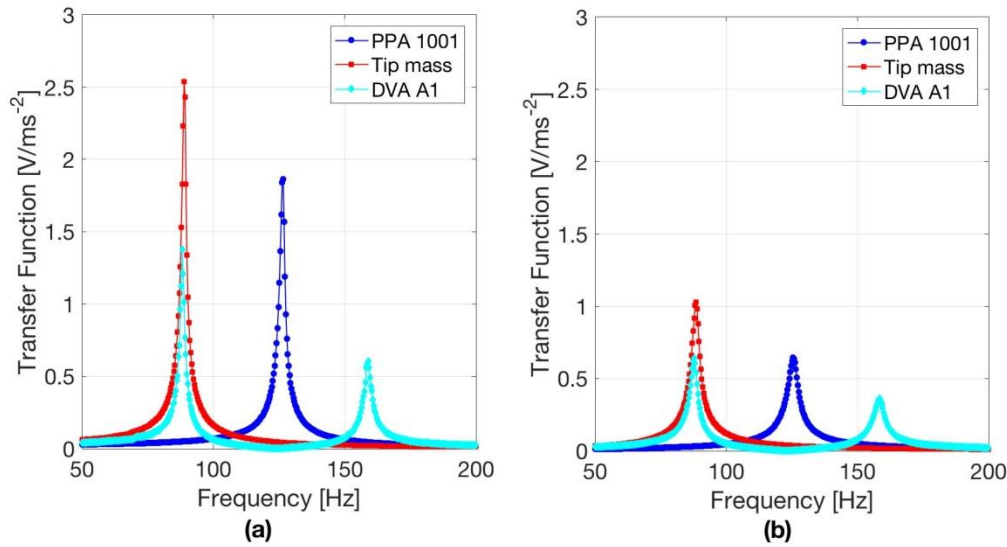 3
2.5
2
1.5
1
0.5
0
50
100
150
200
Transfer Function [V/ms⁻²]
Frequency [Hz]
PPA 1001
Tip mass
DVA A1
(a)
3
2.5
2
1.5
1
0.5
0
50
100
150
200
Transfer Function [V/ms⁻²]
Frequency [Hz]
PPA 1001
Tip mass
DVA A1
(b)